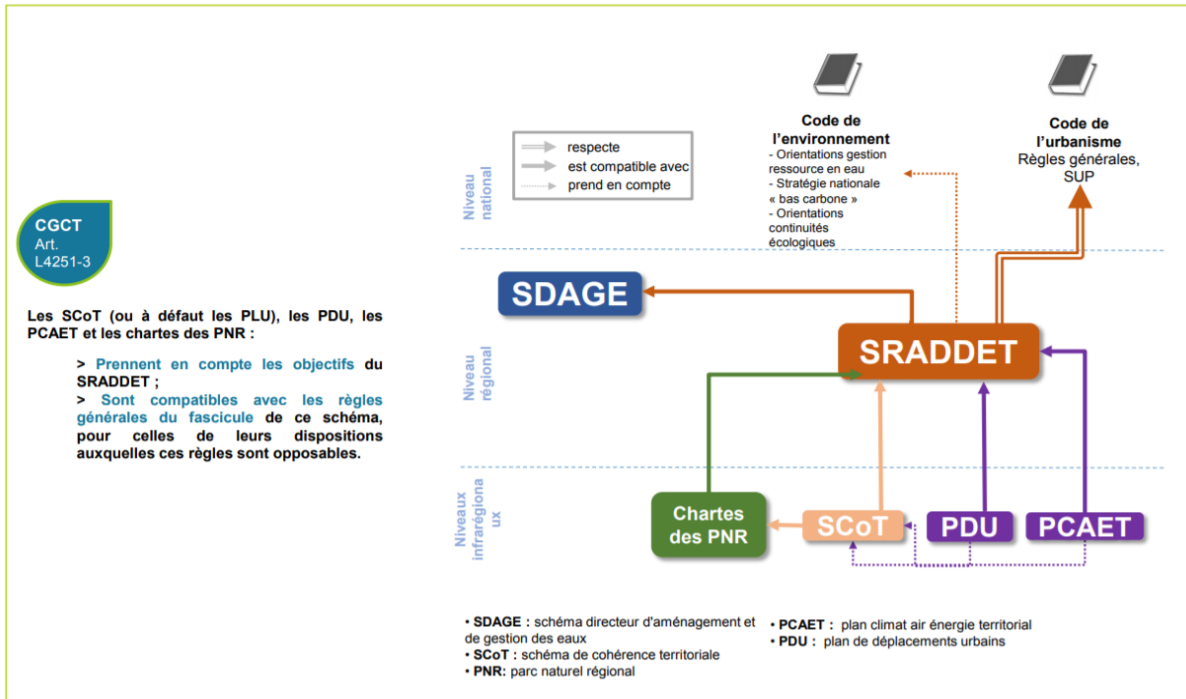 CGCT
Art.
L4251-3
Les SCoT (ou à défaut les PLU), les PDU, les
PCAET et les chartes des PNR :
> Prennent en compte les objectifs du
SRADDET ;
> Sont compatibles avec les règles
générales du fascicule de ce schéma,
pour celles de leurs dispositions
auxquelles ces règles sont opposables.
respecte
est compatible avec
prend en compte
Code de
l'environnement
- Orientations gestion
ressource en eau
- Stratégie nationale
« bas carbone »
- Orientations
continuités
écologiques
Code de
l'urbanisme
Règles générales,
SUP
Niveau
national
SDAGE
SRADDET
Niveau
régional
Niveaux
infrarégiona
ux
Chartes
des PNR
SCoT
PDU
PCAET
• SDAGE : schéma directeur d'aménagement et
de gestion des eaux
• SCoT : schéma de cohérence territoriale
• PNR: parc naturel régional
• PCAET : plan climat air énergie territorial
• PDU : plan de déplacements urbains